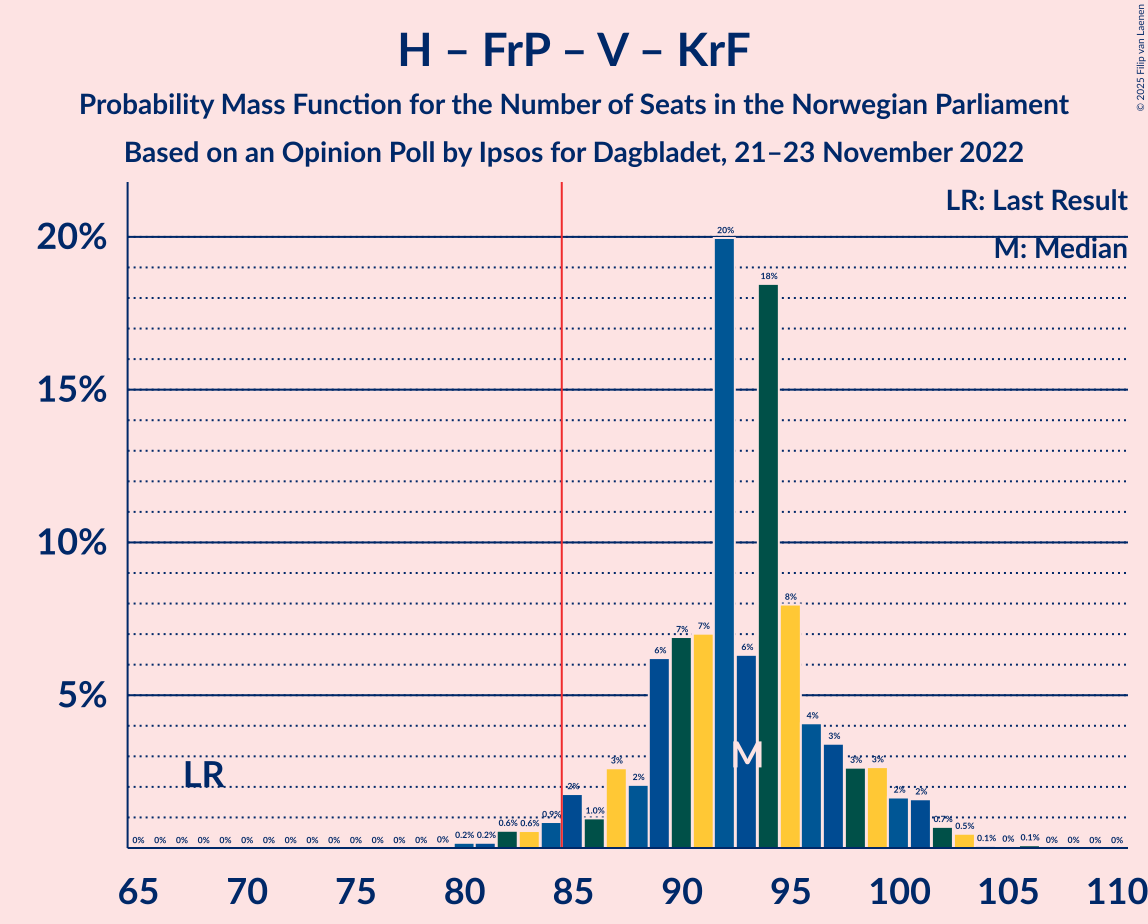 H – FrP – V – KrF
Probability Mass Function for the Number of Seats in the Norwegian Parliament
Based on an Opinion Poll by Ipsos for Dagbladet, 21–23 November 2022
© 2025 Filip van Laenen
LR: Last Result
M: Median
20%
15%
10%
5%
LR
M
0% 0% 0% 0% 0% 0% 0% 0% 0% 0% 0% 0% 0% 0% 0% 0.2% 0.2% 0.6% 0.6% 0.9% 2% 1.0% 3% 2% 6% 7% 7% 20% 6% 18% 8% 4% 3% 3% 3% 2% 2% 0.7% 0.5% 0.1% 0% 0.1% 0% 0% 0% 0%
65 70 75 80 85 90 95 100 105 110